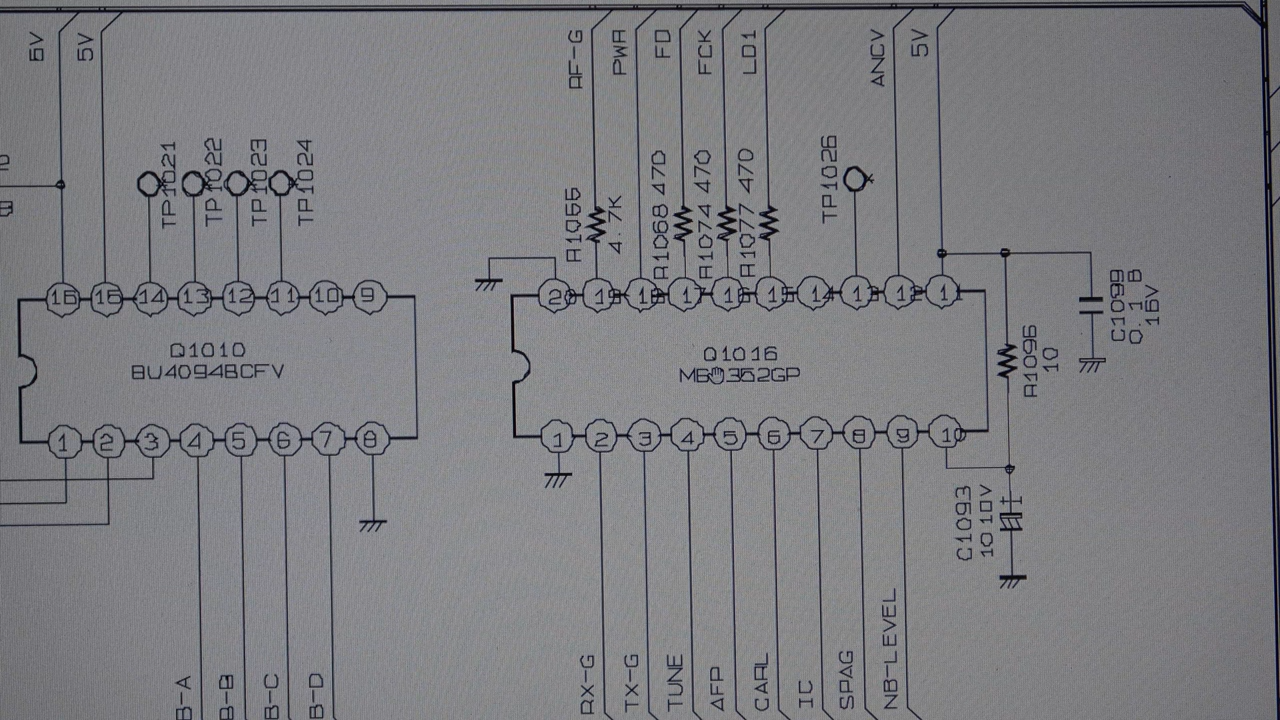 6V
5V
RF-G
PWR
FD
FCK
LD1
ANCV
5V
TP1021
TP1022
TP1023
TP1024
R1065
4.7K
R1068 470
R1074 470
R1077 470
TP1026
16
15
14
13
12
11
10
9
20
19
18
17
16
15
14
13
12
11
C1099
0.1 B
16V
Q1010
BU4094BCFV
Q1016
R1096
10
1
2
3
4
5
6
7
8
1
2
3
4
5
6
7
8
9
10
C1093
10 10V
B-A
B-B
B-C
B-D
RX-G
TX-G
TUNE
AFP
CARL
IC
SPAG
NB-LEVEL